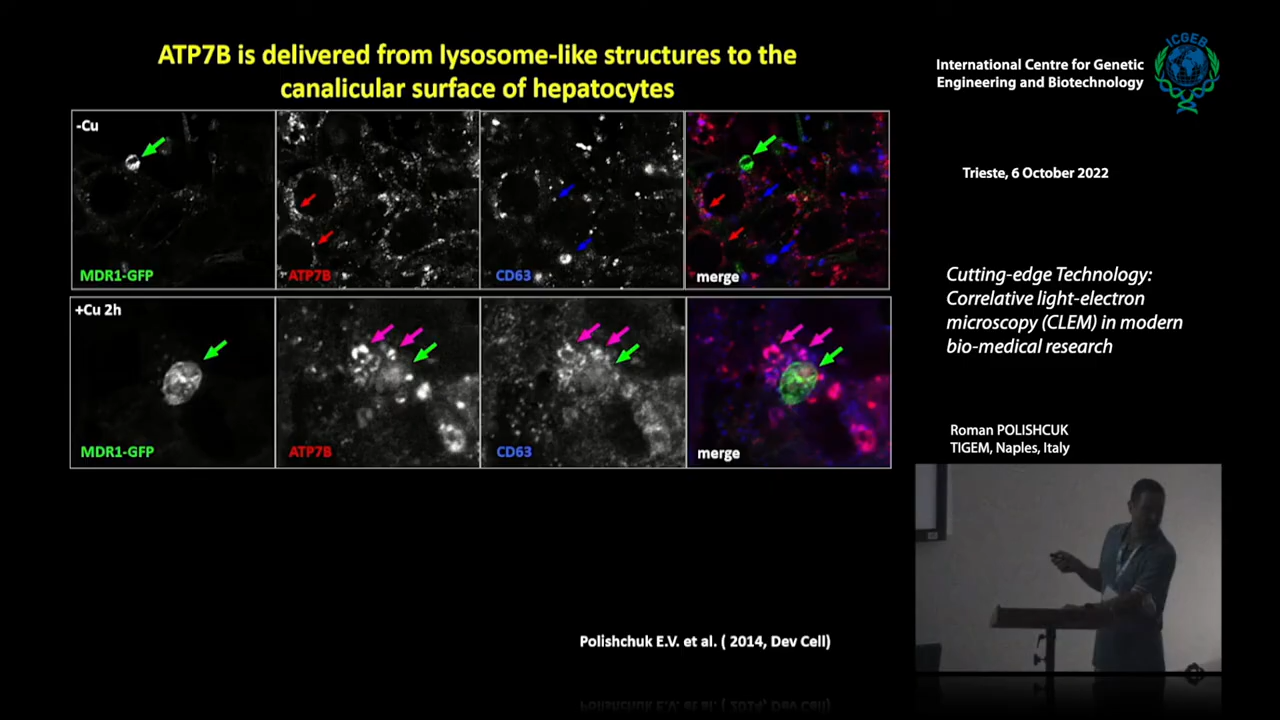 ATP7B is delivered from lysosome-like structures to the
canalicular surface of hepatocytes
-Cu
MDR1-GFP
ATP7B
CD63
merge
+Cu 2h
MDR1-GFP
ATP7B
CD63
merge
Polishchuk E.V. et al. ( 2014, Dev Cell)
ICGEB
International Centre for Genetic
Engineering and Biotechnology
Trieste, 6 October 2022
Cutting-edge Technology:
Correlative light-electron
microscopy (CLEM) in modern
bio-medical research
Roman POLISHCUK
TIGEM, Naples, Italy